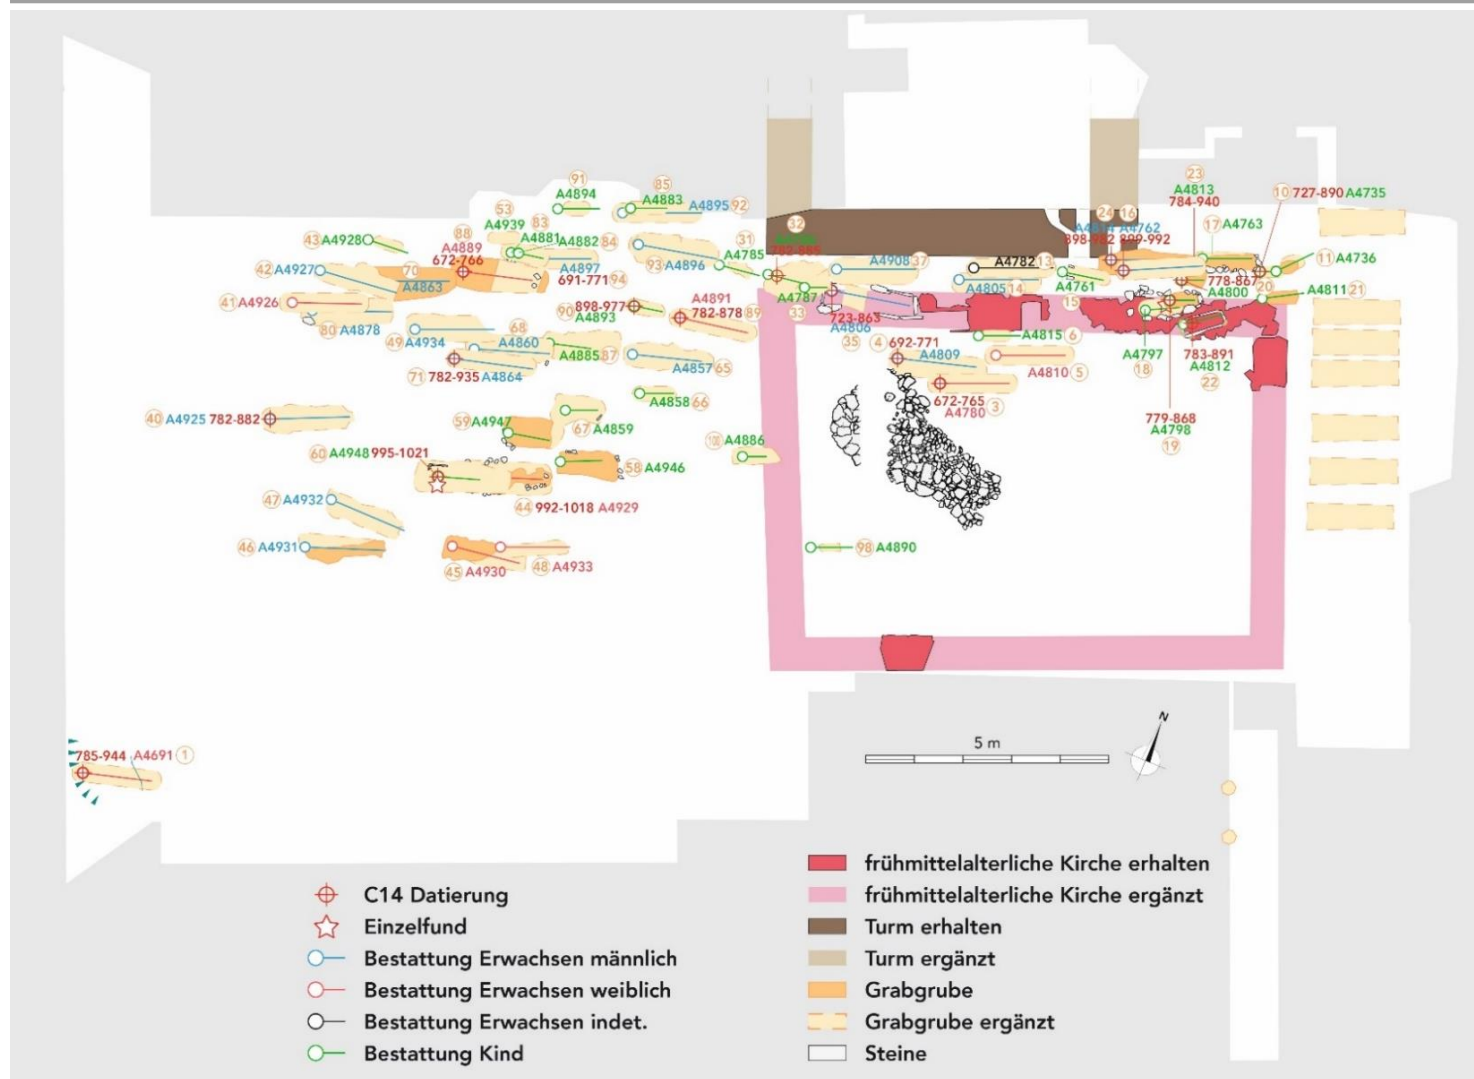 91
A4894
85
A4883
A4895 92
53
A4939
83
A4881
A4882 84
43 A4928
88
A4889
672-766
42 A4927
70
A4863
A4897
691-771 94
93 A4896
31
A4785
32
782-885
A4908 37
A4782 13
A4805 14
A4761
15
24 16
A4762
898-982 899-992
23
A4813
784-940
17 A4763
10 727-890 A4735
20
11 A4736
778-867
A4800
A4811 21
41 A4926
80 A4878
49 A4934
68
A4860
90 898-977
A4893
A4891
782-878 89
A4787
33
723-863
A4806
35
4 692-771
A4809
A4815 6
A4810 5
672-765
A4780 3
A4797
18
783-891
A4812
22
779-868
A4798
19
71 782-935 A4864
A4885 87
A4857 65
A4858 66
40 A4925 782-882
59 A4947
67 A4859
60 A4948 995-1021
58 A4946
100 A4886
47 A4932
44 992-1018 A4929
46 A4931
45 A4930
48 A4933
98 A4890
785-944 A4691 1
5 m
N
C14 Datierung
Einzelfund
Bestattung Erwachsen männlich
Bestattung Erwachsen weiblich
Bestattung Erwachsen indet.
Bestattung Kind
frühmittelalterliche Kirche erhalten
frühmittelalterliche Kirche ergänzt
Turm erhalten
Turm ergänzt
Grabgrube
Grabgrube ergänzt
Steine